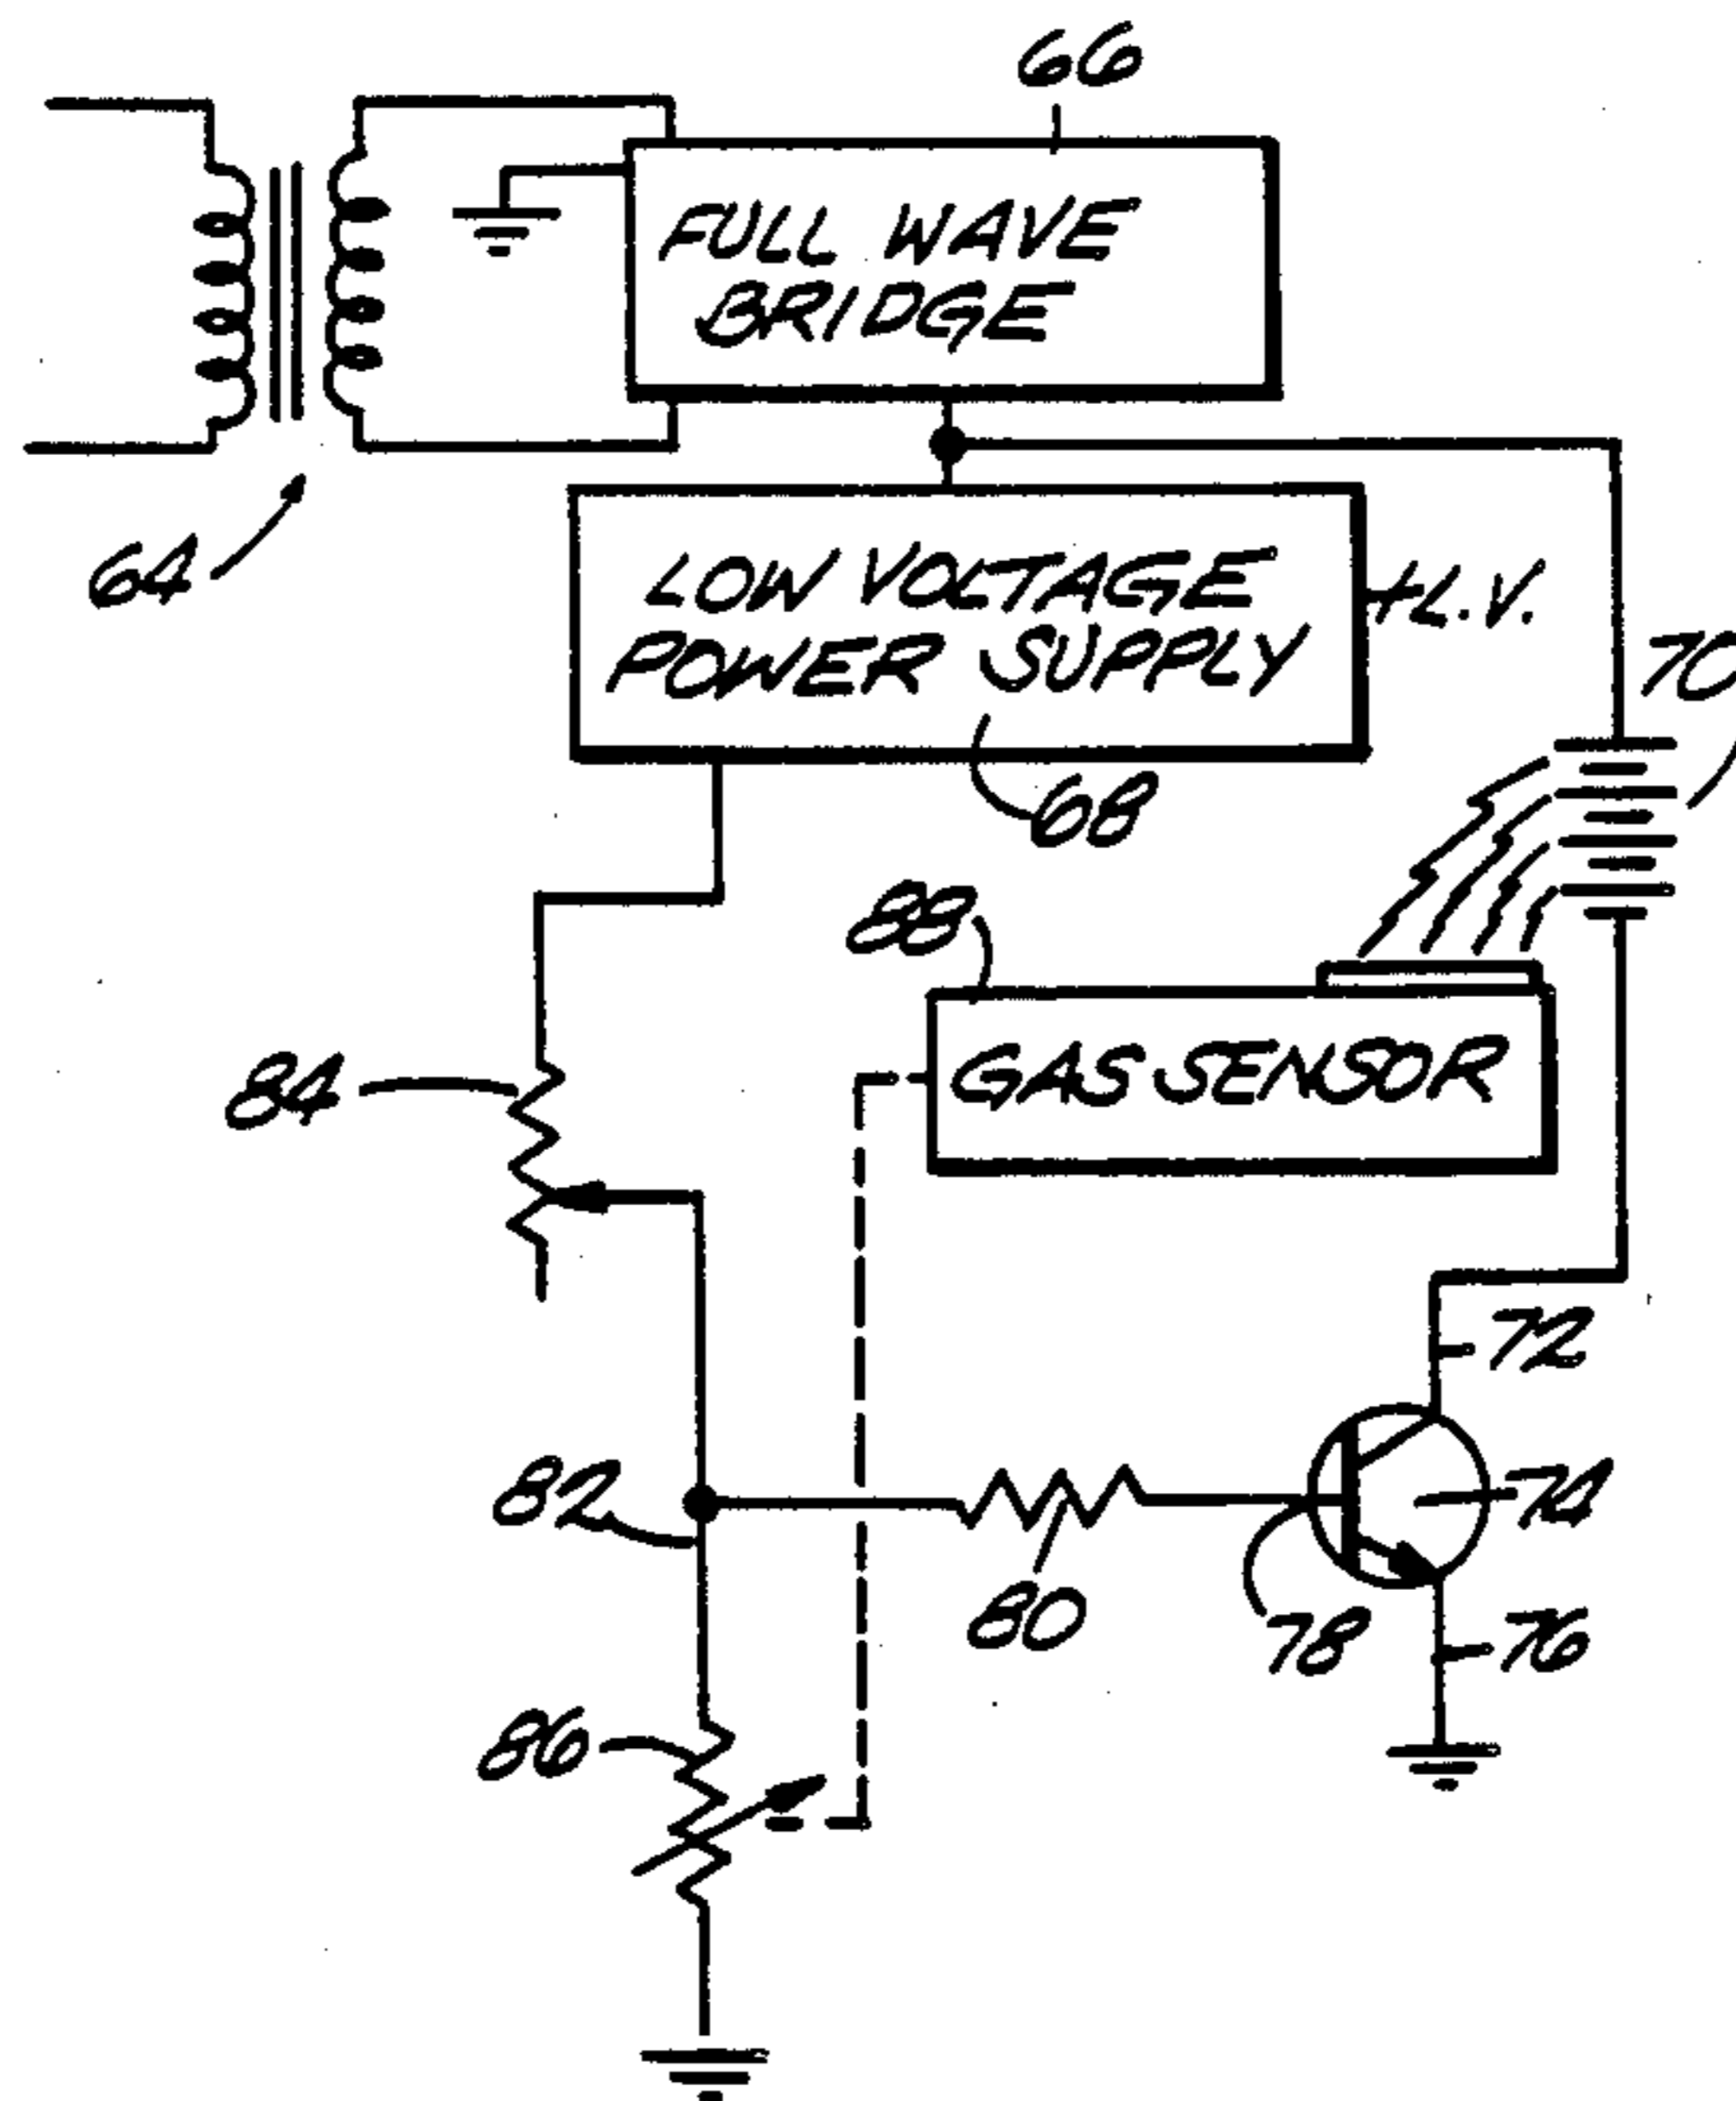 66
FULL WAVE
BRIDGE
64
LOW VOLTAGE
POWER SUPPLY
+L.V.
70
68
88
GAS SENSOR
84
72
82
74
80
78
76
86